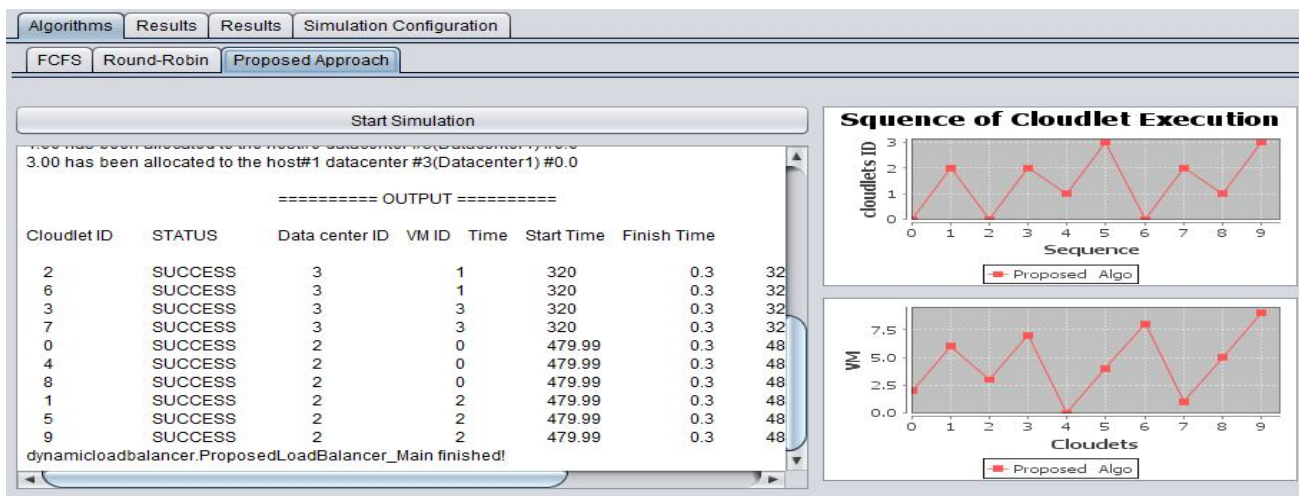 Algorithms Results Results Simulation Configuration
FCFS Round-Robin Proposed Approach
Start Simulation
3.00 has been allocated to the host#1 datacenter #3(Datacenter1) #0.0
========== OUTPUT ==========
Cloudlet ID STATUS Data center ID VM ID Time Start Time Finish Time
2 SUCCESS 3 1 320 0.3 32
6 SUCCESS 3 1 320 0.3 32
3 SUCCESS 3 3 320 0.3 32
7 SUCCESS 3 3 320 0.3 32
0 SUCCESS 2 0 479.99 0.3 48
4 SUCCESS 2 0 479.99 0.3 48
8 SUCCESS 2 0 479.99 0.3 48
1 SUCCESS 2 2 479.99 0.3 48
5 SUCCESS 2 2 479.99 0.3 48
9 SUCCESS 2 2 479.99 0.3 48
dynamicloadbalancer.ProposedLoadBalancer_Main finished!
Squence of Cloudlet Execution
cloudlets ID
3
2
1
0
0 1 2 3 4 5 6 7 8 9
Sequence
Proposed Algo
VM
7.5
5.0
2.5
0.0
0 1 2 3 4 5 6 7 8 9
Cloudets
Proposed Algo